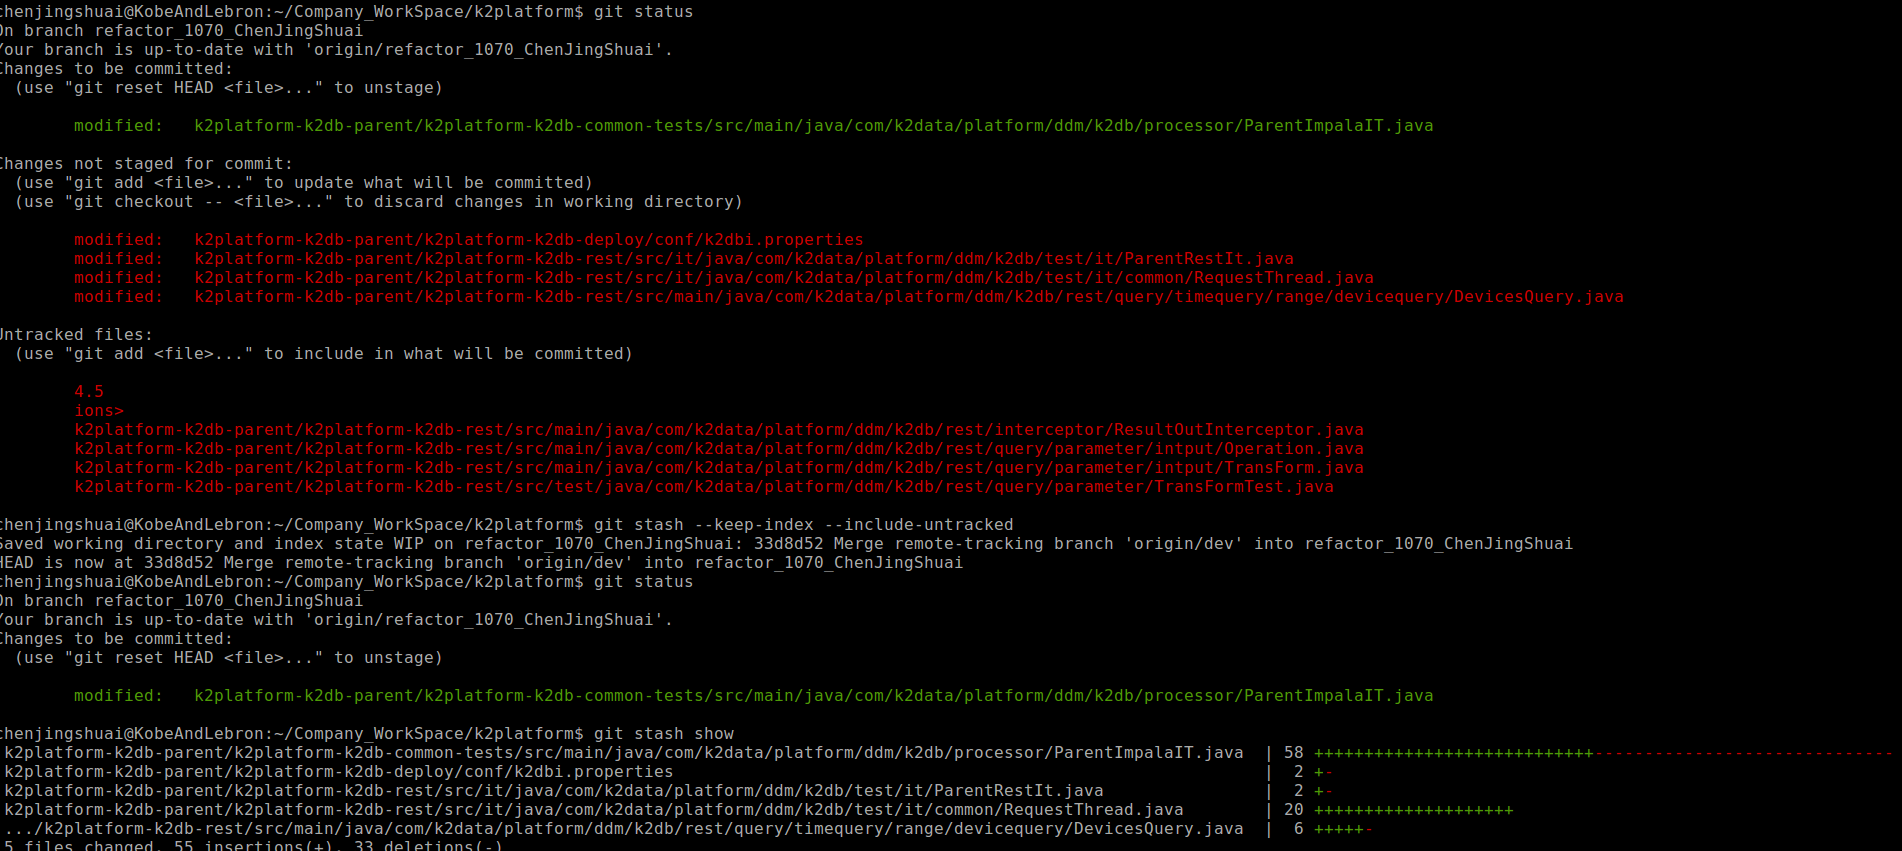 chenjingshuai@KobeAndLebron:~/Company_WorkSpace/k2platform$ git status
On branch refactor_1070_ChenJingShuai
Your branch is up-to-date with 'origin/refactor_1070_ChenJingShuai'.
Changes to be committed:
  (use "git reset HEAD <file>..." to unstage)
modified:   k2platform-k2db-parent/k2platform-k2db-common-tests/src/main/java/com/k2data/platform/ddm/k2db/processor/ParentImpalaIT.java
Changes not staged for commit:
  (use "git add <file>..." to update what will be committed)
  (use "git checkout -- <file>..." to discard changes in working directory)
modified:   k2platform-k2db-parent/k2platform-k2db-deploy/conf/k2dbi.properties
modified:   k2platform-k2db-parent/k2platform-k2db-rest/src/it/java/com/k2data/platform/ddm/k2db/test/it/ParentRestIt.java
modified:   k2platform-k2db-parent/k2platform-k2db-rest/src/it/java/com/k2data/platform/ddm/k2db/test/it/common/RequestThread.java
modified:   k2platform-k2db-parent/k2platform-k2db-rest/src/main/java/com/k2data/platform/ddm/k2db/rest/query/timequery/range/devicequery/DevicesQuery.java
Untracked files:
  (use "git add <file>..." to include in what will be committed)
4.5
ions>
k2platform-k2db-parent/k2platform-k2db-rest/src/main/java/com/k2data/platform/ddm/k2db/rest/interceptor/ResultOutInterceptor.java
k2platform-k2db-parent/k2platform-k2db-rest/src/main/java/com/k2data/platform/ddm/k2db/rest/query/parameter/intput/Operation.java
k2platform-k2db-parent/k2platform-k2db-rest/src/main/java/com/k2data/platform/ddm/k2db/rest/query/parameter/intput/TransForm.java
k2platform-k2db-parent/k2platform-k2db-rest/src/test/java/com/k2data/platform/ddm/k2db/rest/query/parameter/TransFormTest.java
chenjingshuai@KobeAndLebron:~/Company_WorkSpace/k2platform$ git stash --keep-index --include-untracked
Saved working directory and index state WIP on refactor_1070_ChenJingShuai: 33d8d52 Merge remote-tracking branch 'origin/dev' into refactor_1070_ChenJingShuai
HEAD is now at 33d8d52 Merge remote-tracking branch 'origin/dev' into refactor_1070_ChenJingShuai
chenjingshuai@KobeAndLebron:~/Company_WorkSpace/k2platform$ git status
On branch refactor_1070_ChenJingShuai
Your branch is up-to-date with 'origin/refactor_1070_ChenJingShuai'.
Changes to be committed:
  (use "git reset HEAD <file>..." to unstage)
modified:   k2platform-k2db-parent/k2platform-k2db-common-tests/src/main/java/com/k2data/platform/ddm/k2db/processor/ParentImpalaIT.java
chenjingshuai@KobeAndLebron:~/Company_WorkSpace/k2platform$ git stash show
k2platform-k2db-parent/k2platform-k2db-common-tests/src/main/java/com/k2data/platform/ddm/k2db/processor/ParentImpalaIT.java  | 58 ++++++++++++++++++++++++++++------------------------------
k2platform-k2db-parent/k2platform-k2db-deploy/conf/k2dbi.properties  |  2 +-
k2platform-k2db-parent/k2platform-k2db-rest/src/it/java/com/k2data/platform/ddm/k2db/test/it/ParentRestIt.java  |  2 +-
k2platform-k2db-parent/k2platform-k2db-rest/src/it/java/com/k2data/platform/ddm/k2db/test/it/common/RequestThread.java  | 20 ++++++++++++++++++++
.../k2platform-k2db-rest/src/main/java/com/k2data/platform/ddm/k2db/rest/query/timequery/range/devicequery/DevicesQuery.java  |  6 +++++-
5 files changed, 55 insertions(+), 33 deletions(-)